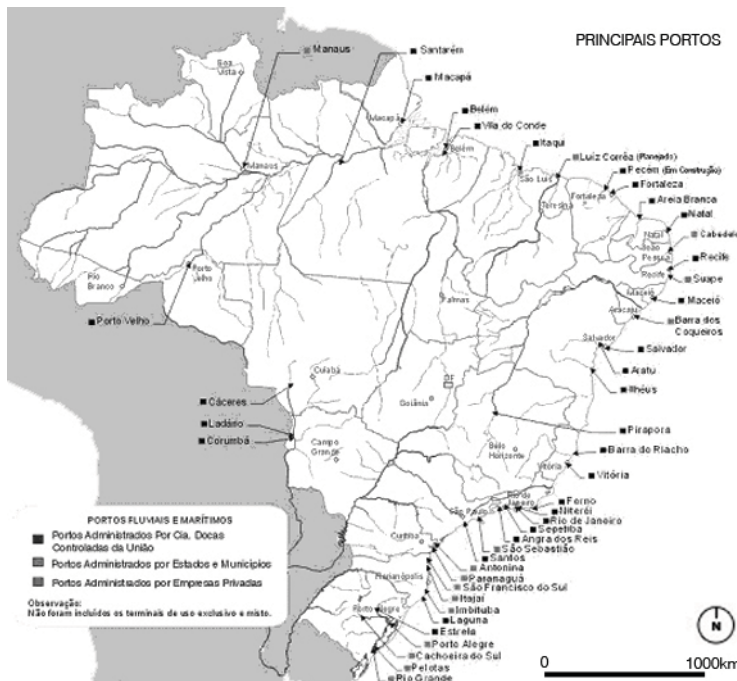 PRINCIPAIS PORTOS
Manaus
Santarém
Macapá
Belém
Vila do Conde
Itaqui
Luiz Corrêa (Planejado)
Pecém (Em Construção)
Fortaleza
Areia Branca
Natal
Cabedelo
Recife
Suape
Maceió
Barra dos
Coqueiros
Salvador
Aratu
Ilhéus
Pirapora
Barra do Riacho
Vitória
Forno
Niterói
Rio de Janeiro
Sepetiba
Angra dos Reis
São Sebastião
Santos
Antonina
Paranaguá
São Francisco do Sul
Itajaí
Imbituba
Laguna
Estrela
Porto Alegre
Cachoeira do Sul
Pelotas
Rio Grande
Porto Velho
Cáceres
Ladário
Corumbá
Boa
Vista
Macapá
Manaus
Belém
São Luís
Teresina
Fortaleza
Natal
João
Pessoa
Recife
Maceió
Aracaju
Salvador
Porto
Velho
Rio
Branco
Palmas
Cuiabá
DF
Goiânia
Campo
Grande
Belo
Horizonte
Vitória
Rio de
Janeiro
São Paulo
Curitiba
Florianópolis
Porto Alegre
PORTOS FLUVIAIS E MARÍTIMOS
Portos Administrados Por Cia. Docas
Controladas da União
Portos Administrados por Estados e Municípios
Portos Administrados por Empresas Privadas
Observação:
Não foram incluídos os terminais de uso exclusivo e misto.
N
0 1000km